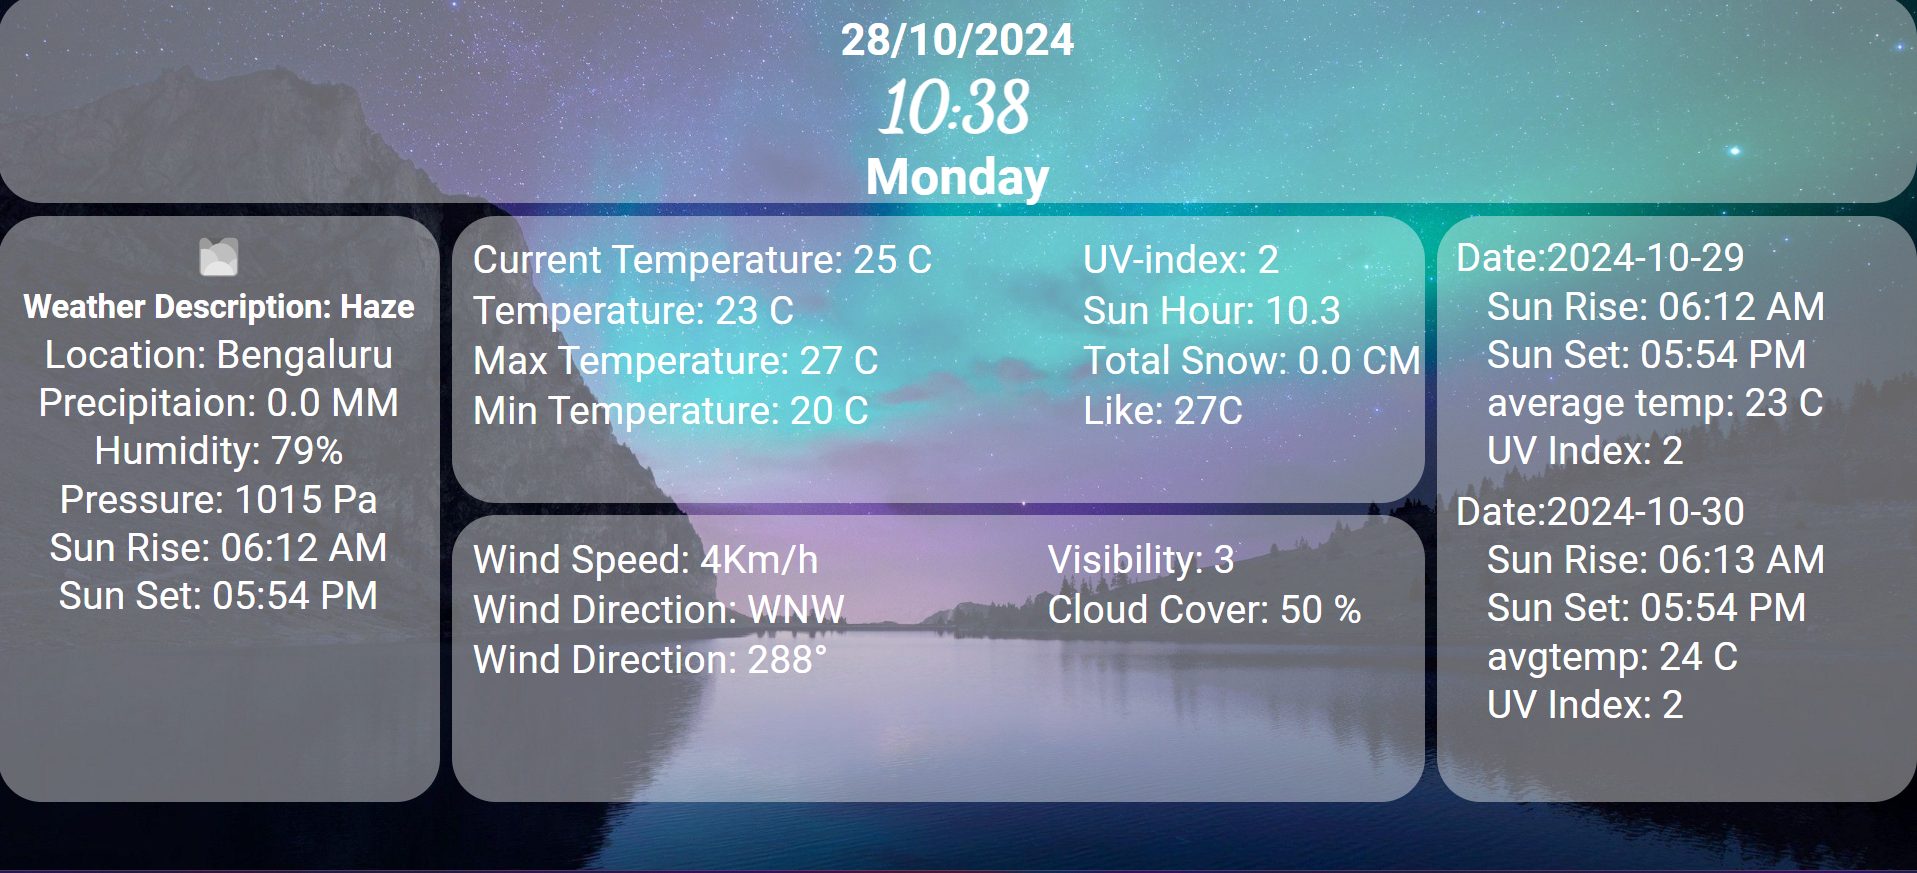 28/10/2024
10:38
Monday
Weather Description: Haze
Location: Bengaluru
Precipitaion: 0.0 MM
Humidity: 79%
Pressure: 1015 Pa
Sun Rise: 06:12 AM
Sun Set: 05:54 PM
Current Temperature: 25 C
Temperature: 23 C
Max Temperature: 27 C
Min Temperature: 20 C
UV-index: 2
Sun Hour: 10.3
Total Snow: 0.0 CM
Like: 27C
Wind Speed: 4Km/h
Wind Direction: WNW
Wind Direction: 288°
Visibility: 3
Cloud Cover: 50 %
Date:2024-10-29
Sun Rise: 06:12 AM
Sun Set: 05:54 PM
average temp: 23 C
UV Index: 2
Date:2024-10-30
Sun Rise: 06:13 AM
Sun Set: 05:54 PM
avgtemp: 24 C
UV Index: 2